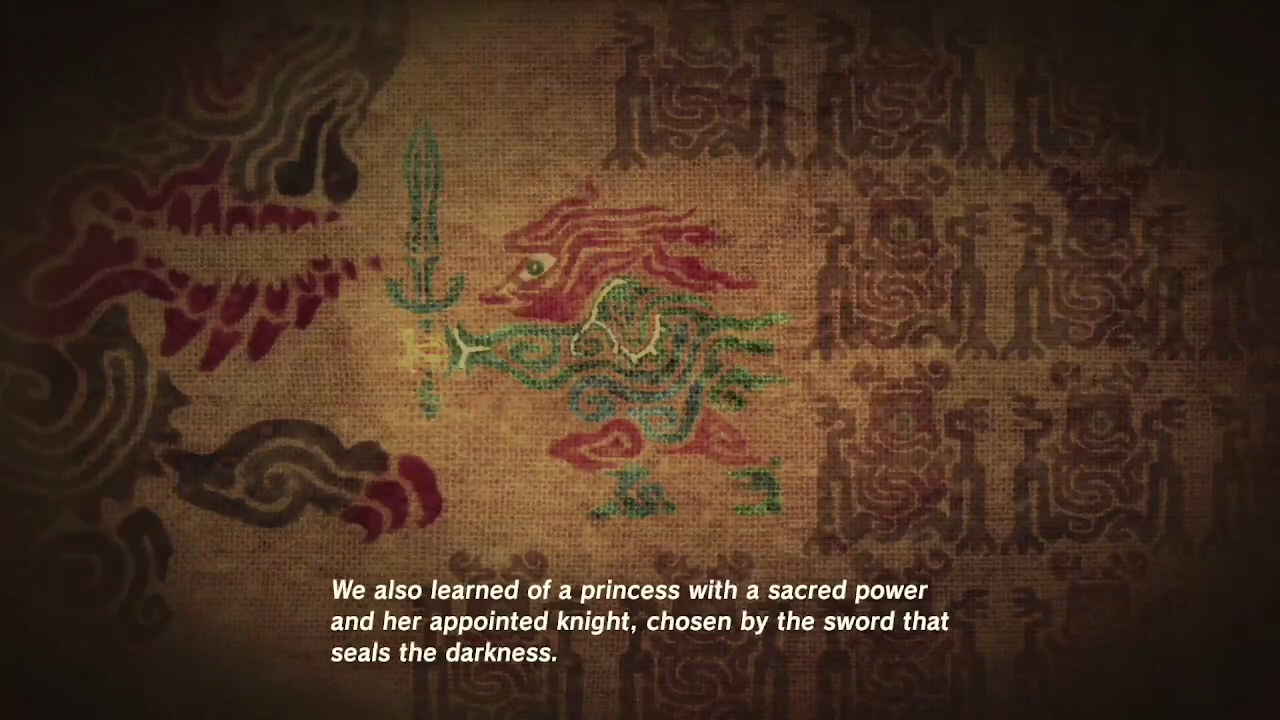 We also learned of a princess with a sacred power
and her appointed knight, chosen by the sword that
seals the darkness.